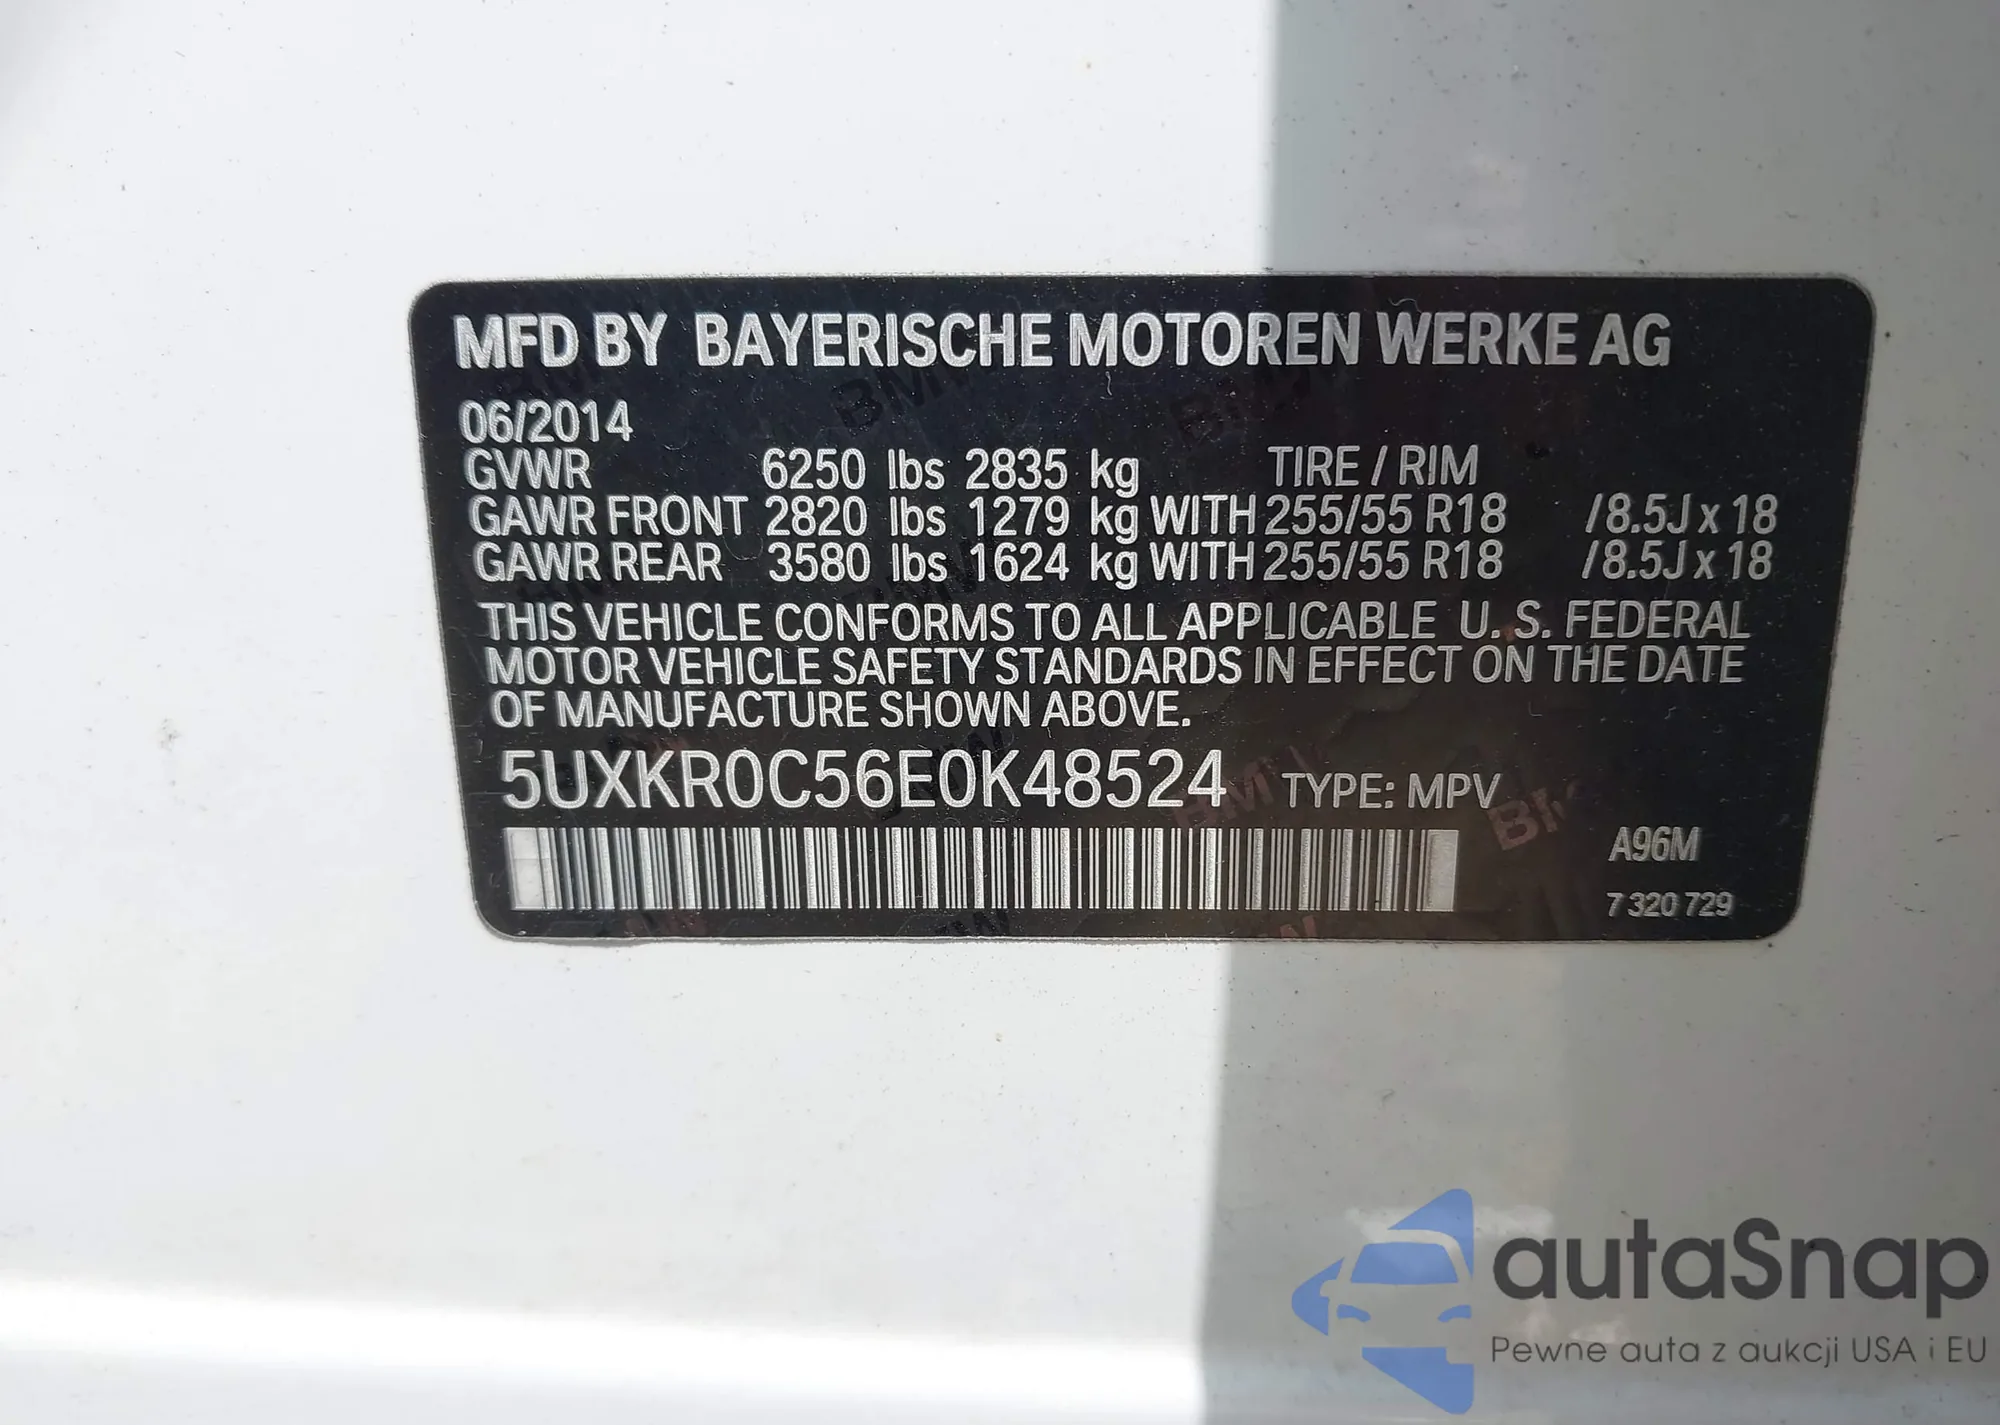 MFD BY BAYERISCHE MOTOREN WERKE AG
06/2014
GVWR 6250 lbs 2835 kg TIRE / RIM
GAWR FRONT 2820 lbs 1279 kg WITH 255/55 R18 /8.5J x 18
GAWR REAR 3580 lbs 1624 kg WITH 255/55 R18 /8.5J x 18
THIS VEHICLE CONFORMS TO ALL APPLICABLE U.S. FEDERAL
MOTOR VEHICLE SAFETY STANDARDS IN EFFECT ON THE DATE
OF MANUFACTURE SHOWN ABOVE.
5UXKR0C56E0K48524 TYPE: MPV
A96M
7 320 729
autaSnap
Pewne auta z aukcji USA i EU